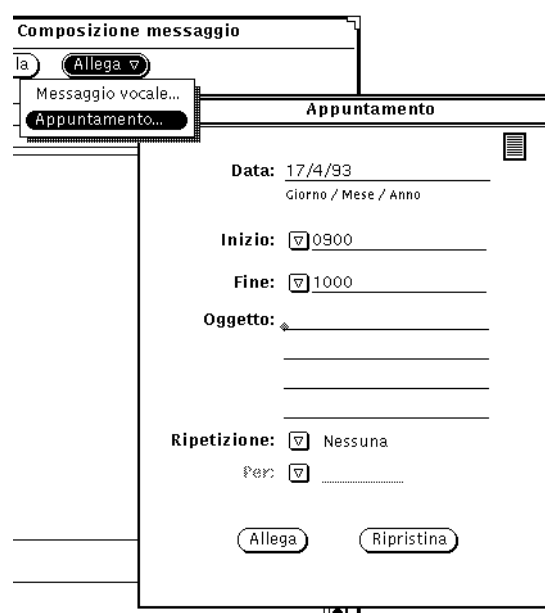 Composizione messaggio
la
Allega
Messaggio vocale...
Appuntamento...
Appuntamento
Data: 17/4/93
Giorno / Mese / Anno
Inizio: 0900
Fine: 1000
Oggetto:
Ripetizione: Nessuna
Per:
Allega Ripristina